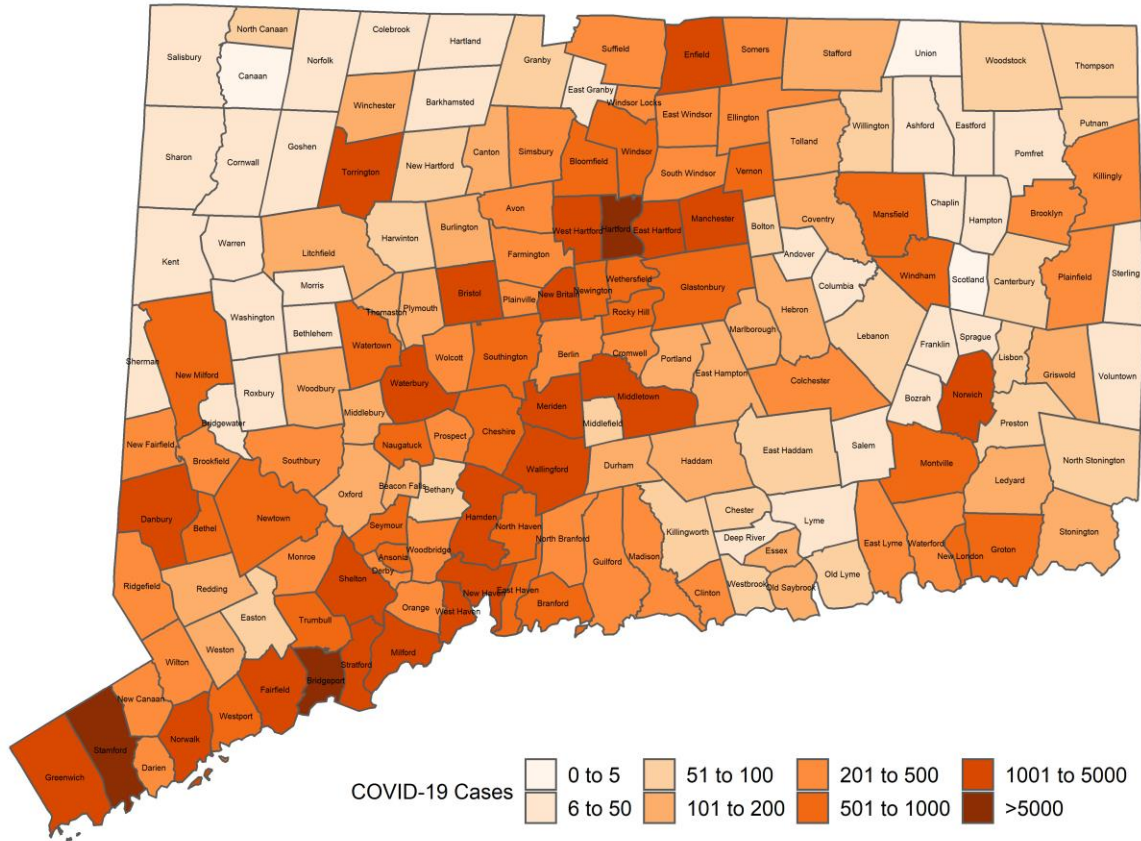 North Canaan
Colebrook
Hartland
Salisbury
Norfolk
Canaan
Granby
Suffield
Enfield
Somers
Stafford
Union
Woodstock
Thompson
East Granby
Windsor Locks
Winchester
Barkhamsted
East Windsor
Ellington
Willington
Ashford
Eastford
Putnam
Sharon
Cornwall
Goshen
Torrington
New Hartford
Canton
Simsbury
Bloomfield
Windsor
South Windsor
Vernon
Tolland
Pomfret
Killingly
Kent
Warren
Litchfield
Harwinton
Burlington
Avon
West Hartford
Hartford
East Hartford
Manchester
Bolton
Coventry
Mansfield
Chaplin
Hampton
Brooklyn
Farmington
Andover
Columbia
Windham
Scotland
Canterbury
Plainfield
Sterling
Morris
Thomaston
Plymouth
Bristol
Plainville
New Britain
Newington
Wethersfield
Glastonbury
Rocky Hill
Hebron
Marlborough
Lebanon
Washington
Bethlehem
Watertown
Wolcott
Southington
Berlin
Cromwell
Portland
East Hampton
Franklin
Sprague
Lisbon
Griswold
Voluntown
Sherman
New Milford
Roxbury
Woodbury
Waterbury
Middlebury
Colchester
Bozrah
Norwich
Preston
Bridgewater
Cheshire
Meriden
Middletown
Middlefield
New Fairfield
Brookfield
Southbury
Naugatuck
Prospect
Wallingford
Durham
Haddam
East Haddam
Salem
Montville
North Stonington
Ledyard
Danbury
Bethel
Newtown
Oxford
Beacon Falls
Bethany
Hamden
North Haven
North Branford
Guilford
Madison
Killingworth
Chester
Deep River
Essex
Lyme
East Lyme
Waterford
New London
Groton
Stonington
Seymour
Ansonia
Derby
Woodbridge
Ridgefield
Redding
Monroe
Shelton
Orange
New Haven
West Haven
East Haven
Branford
Clinton
Westbrook
Old Saybrook
Old Lyme
Easton
Trumbull
Weston
Wilton
Milford
Stratford
Bridgeport
Fairfield
New Canaan
Westport
Norwalk
Darien
Stamford
Greenwich
COVID-19 Cases
0 to 5
51 to 100
201 to 500
1001 to 5000
6 to 50
101 to 200
501 to 1000
>5000